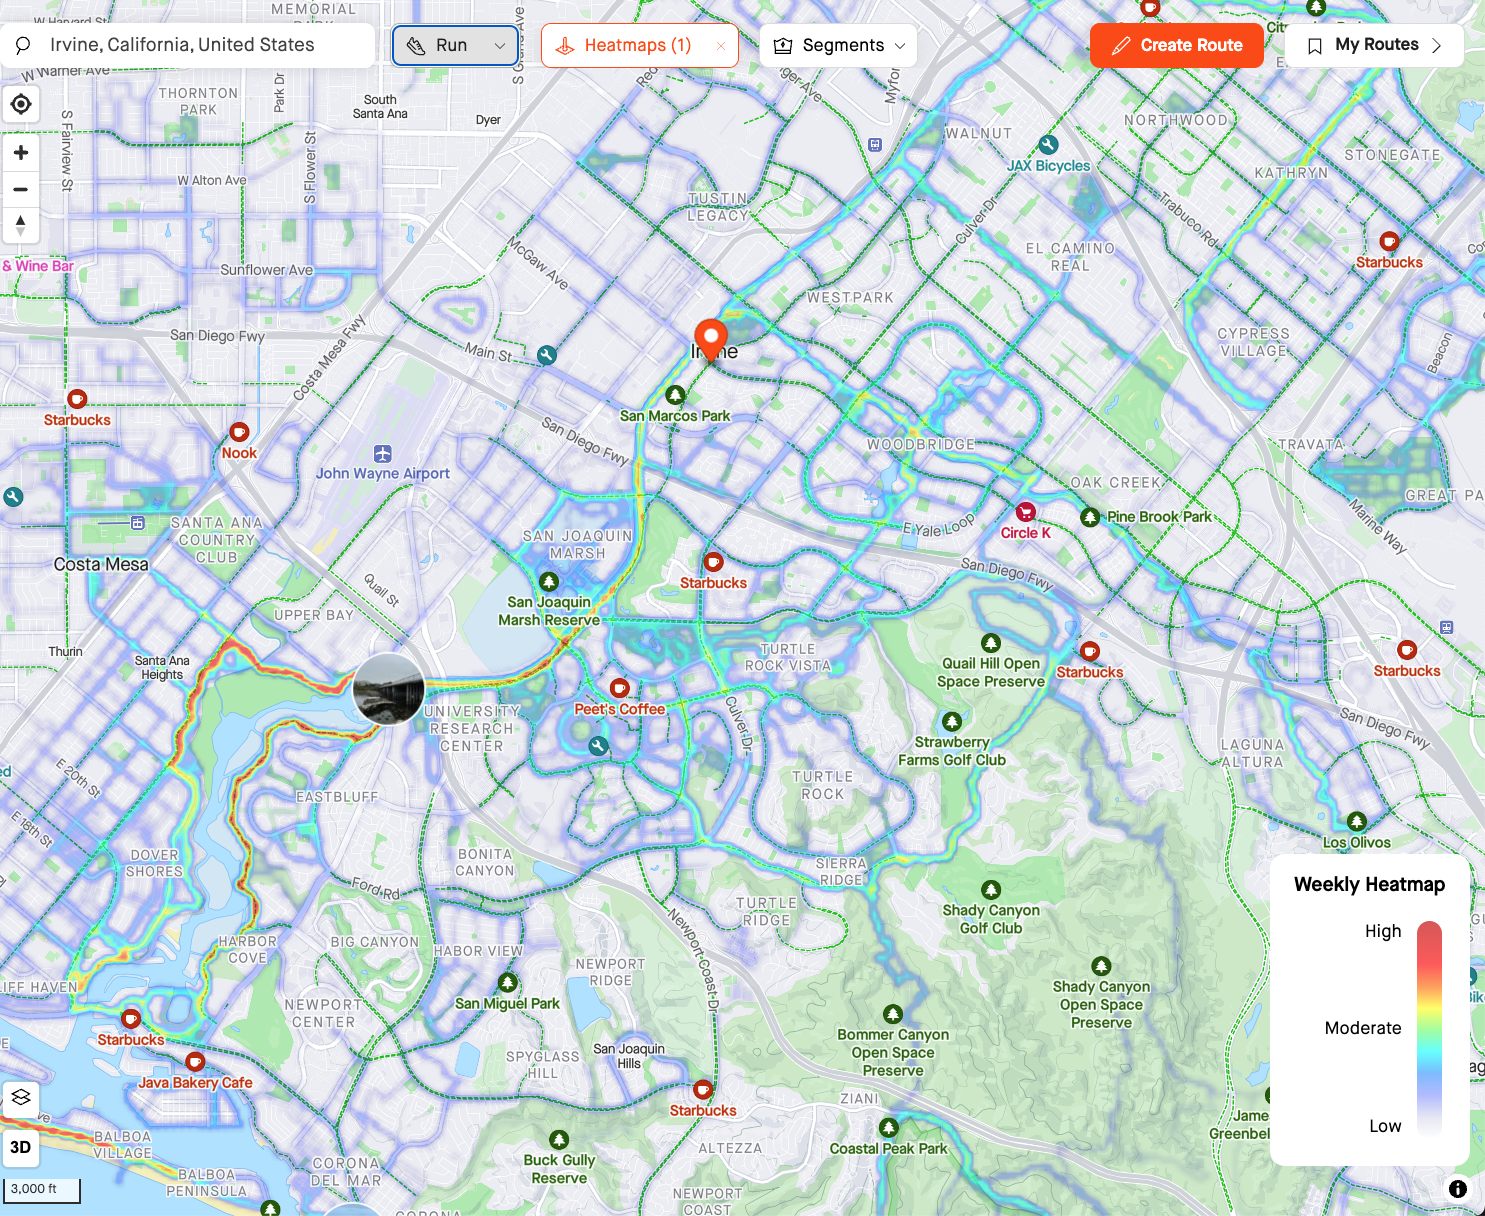 MEMORIAL
PARK
W Harvard St
Irvine, California, United States
Run
Heatmaps (1)
Segments
Create Route
My Routes
W Warner Ave
S Fairview St
THORNTON
PARK
Park Dr
South
Santa Ana
Dyer
S Flower St
W Alton Ave
TUSTIN
LEGACY
WALNUT
JAX Bicycles
NORTHWOOD
STONEGATE
KATHRYN
Trabuco Rd
Culver Dr
EL CAMINO
REAL
Starbucks
& Wine Bar
Sunflower Ave
McGaw Ave
WESTPARK
San Diego Fwy
Costa Mesa Fwy
Main St
Irvine
San Marcos Park
CYPRESS
VILLAGE
Beacon
Starbucks
Nook
John Wayne Airport
San Diego Fwy
WOODBRIDGE
TRAVATA
OAK CREEK
GREAT PA
Marine Way
Pine Brook Park
Circle K
E Yale Loop
SANTA ANA
COUNTRY
CLUB
Costa Mesa
SAN JOAQUIN
MARSH
San Joaquin
Marsh Reserve
Starbucks
San Diego Fwy
Quail St
UPPER BAY
Thurin
Santa Ana
Heights
TURTLE
ROCK VISTA
Quail Hill Open
Space Preserve
Starbucks
Starbucks
Peet's Coffee
UNIVERSITY
RESEARCH
CENTER
Culver Dr
Strawberry
Farms Golf Club
San Diego Fwy
LAGUNA
ALTURA
E 20th St
E 18th St
EASTBLUFF
TURTLE
ROCK
DOVER
SHORES
BONITA
CANYON
Ford Rd
SIERRA
RIDGE
Los Olivos
TURTLE
RIDGE
Shady Canyon
Golf Club
Newport Coast Dr
HARBOR
COVE
BIG CANYON
HABOR VIEW
NEWPORT
RIDGE
LIFF HAVEN
NEWPORT
CENTER
San Miguel Park
Shady Canyon
Open Space
Preserve
Bommer Canyon
Open Space
Preserve
Starbucks
Java Bakery Cafe
SPYGLASS
HILL
San Joaquin
Hills
Starbucks
ZIANI
Coastal Peak Park
ALTEZZA
Jame
Greenbel
BALBOA
VILLAGE
BALBOA
PENINSULA
CORONA
DEL MAR
Buck Gully
Reserve
NEWPORT
COAST
Weekly Heatmap
High
Moderate
Low
3D
3,000 ft